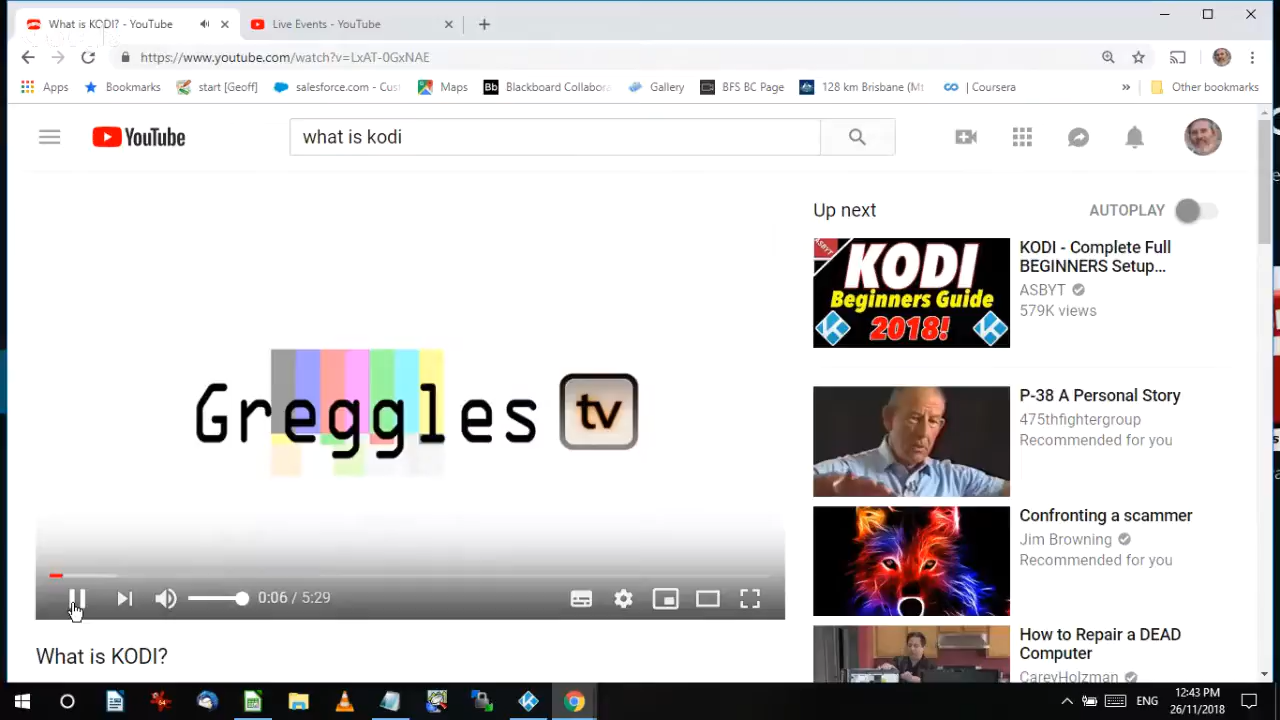 What is KODI? - YouTube
Live Events - YouTube
https://www.youtube.com/watch?v=LxAT-0GxNAE
Apps
Bookmarks
start [Geoff]
salesforce.com - Cust
Maps
Bb
Blackboard Collabora
Gallery
BFS BC Page
128 km Brisbane (Mt
Coursera
Other bookmarks
YouTube
what is kodi
Up next
AUTOPLAY
ASBYT
KODI
Beginners Guide
2018!
KODI - Complete Full
BEGINNERS Setup...
ASBYT
579K views
Greggles tv
P-38 A Personal Story
475thfightergroup
Recommended for you
Confronting a scammer
Jim Browning
Recommended for you
0:06 / 5:29
How to Repair a DEAD
Computer
CareyHolzman
What is KODI?
ENG
12:43 PM
26/11/2018